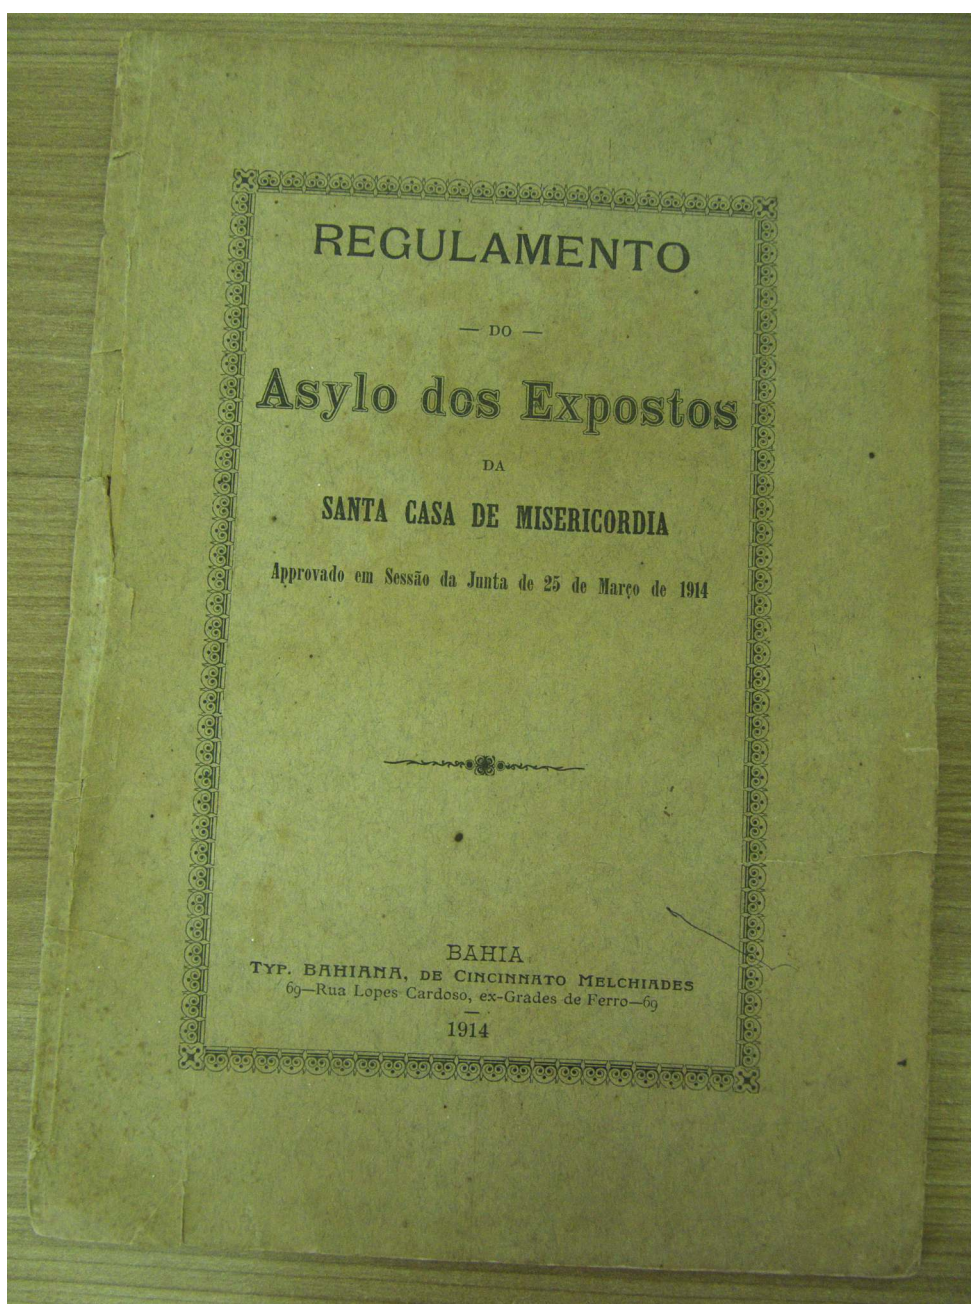 REGULAMENTO
— DO —
Asylo dos Expostos
DA
SANTA CASA DE MISERICORDIA
Approvado em Sessão da Junta de 25 de Março de 1914
BAHIA
TYP. BAHIANA, DE CINCINNATO MELCHIADES
69—Rua Lopes Cardoso, ex-Grades de Ferro—69
1914